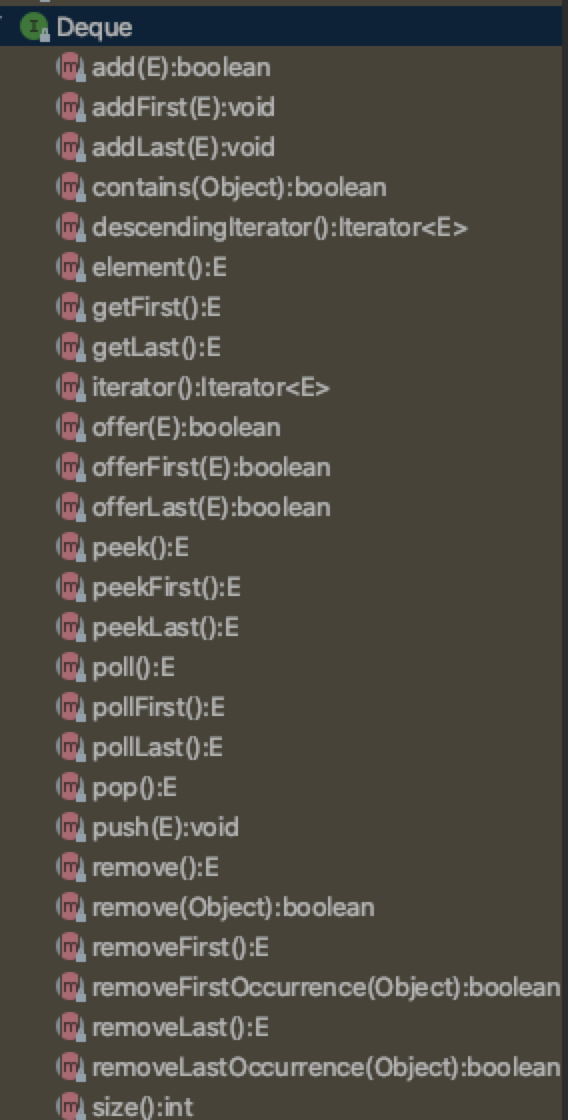 Deque
add(E):boolean
addFirst(E):void
addLast(E):void
contains(Object):boolean
descendingIterator():Iterator<E>
element():E
getFirst():E
getLast():E
iterator():Iterator<E>
offer(E):boolean
offerFirst(E):boolean
offerLast(E):boolean
peek():E
peekFirst():E
peekLast():E
poll():E
pollFirst():E
pollLast():E
pop():E
push(E):void
remove():E
remove(Object):boolean
removeFirst():E
removeFirstOccurrence(Object):boolean
removeLast():E
removeLastOccurrence(Object):boolean
size():int